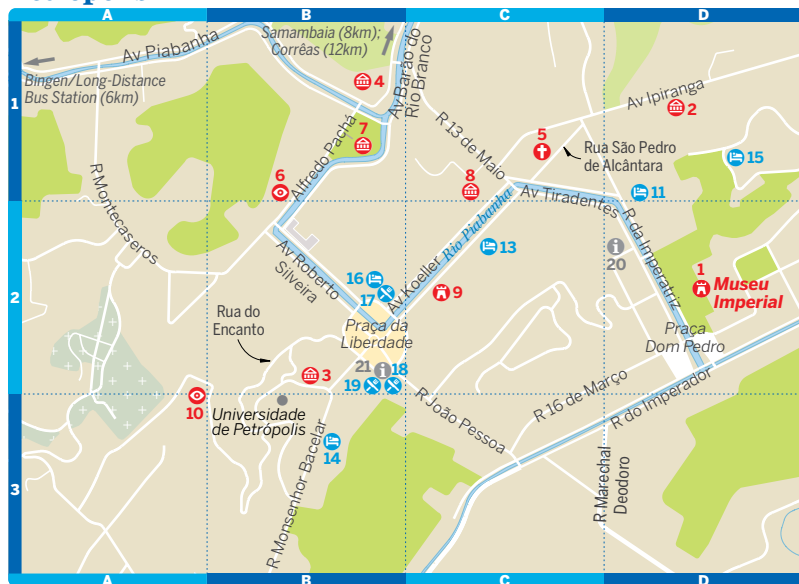 A
B
C
D
1
2
3
Av Piabanha
Samambaia (8km);
Corrêas (12km)
Bingen/Long-Distance
Bus Station (6km)
4
Av Barão do
Rio Branco
Av Ipiranga
2
7
Alfredo Pachá
R 13 de Maio
5
Rua São Pedro
de Alcântara
15
R Montecaseros
6
8
Av Tiradentes
11
Av Roberto
Silveira
16
17
Av Koeller
Rio Piabanha
13
9
20
R da Imperatriz
1
Museu
Imperial
Rua do
Encanto
Praça da
Liberdade
Praça
Dom Pedro
21
18
3
19
10
Universidade
de Petrópolis
R João Pessoa
R 16 de Março
R do Imperador
14
R Monsenhor Bacelar
R Marechal
Deodoro
A
B
C
D